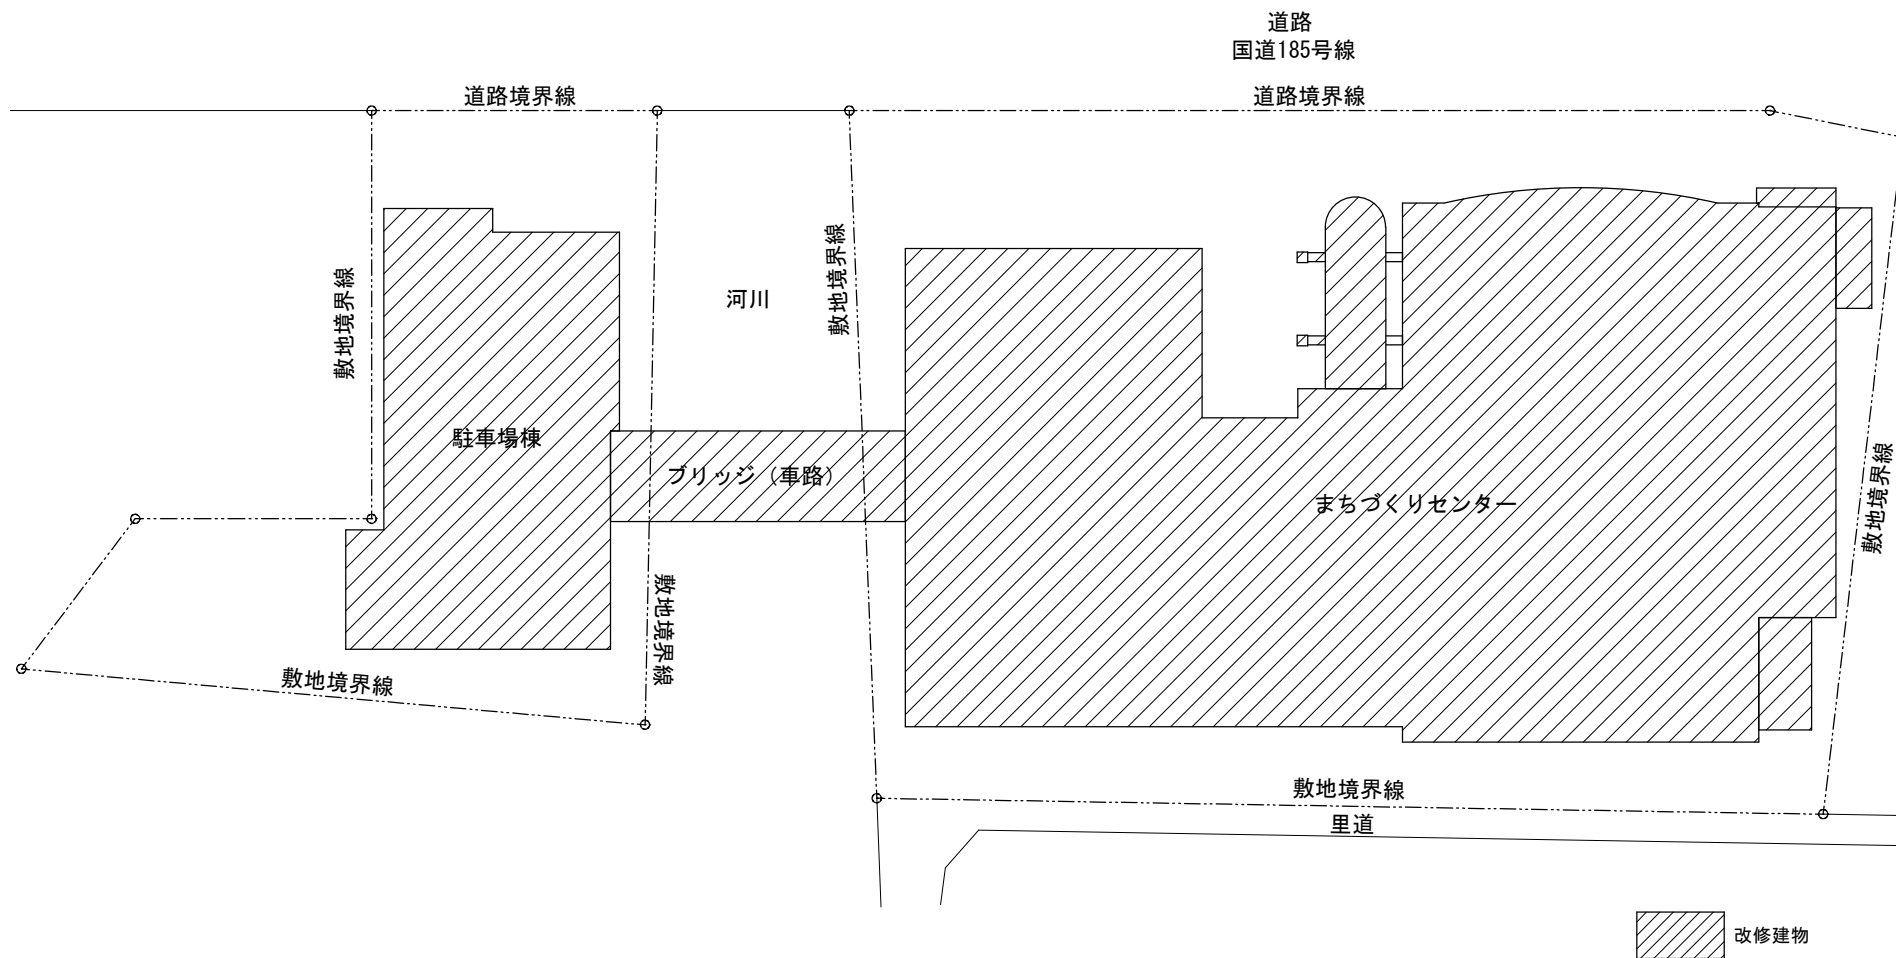 道路
国道185号線
道路境界線
道路境界線
敷地境界線
敷地境界線
河川
駐車場棟
ブリッジ（車路）
まちづくりセンター
敷地境界線
敷地境界線
敷地境界線
敷地境界線
里道
改修建物